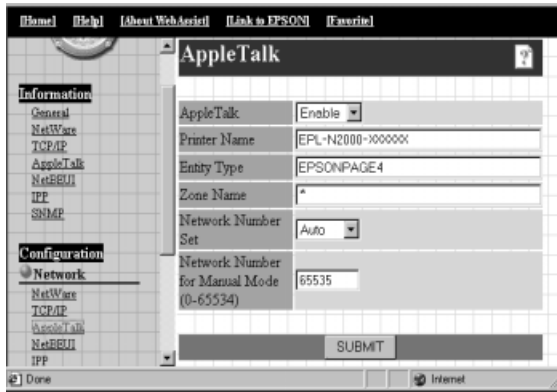 [Home] [Help] [About WebAssist] [Link to EPSON] [Favorite]
Information
General
NetWare
TCP/IP
AppleTalk
NetBEUI
IPP
SNMP
Configuration
Network
NetWare
TCP/IP
AppleTalk
NetBEUI
IPP
AppleTalk ?
AppleTalk Enable
Printer Name EPL-N2000-XXXXXX
Entity Type EPSONPAGE4
Zone Name *
Network Number Set Auto
Network Number for Manual Mode (0-65534) 65535
SUBMIT
Done Internet